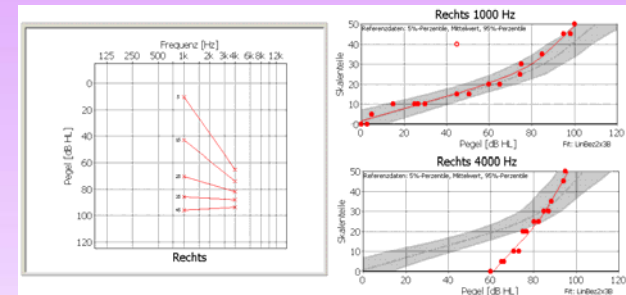 Frequenz [Hz]
125 250 500 1k 2k 3k4k 6k8k 12k
Pegel [dB HL]
0
20
40
60
80
100
120
Rechts
Rechts 1000 Hz
Referenzdaten: 5%-Perzentile, Mittelwert, 95%-Perzentile
Skalenteile
50
40
30
20
10
0
0 20 40 60 80 100 120
Pegel [dB HL]
Fit: LinBez2x3B
Rechts 4000 Hz
Referenzdaten: 5%-Perzentile, Mittelwert, 95%-Perzentile
Skalenteile
50
40
30
20
10
0
0 20 40 60 80 100 120
Pegel [dB HL]
Fit: LinBez2x3B